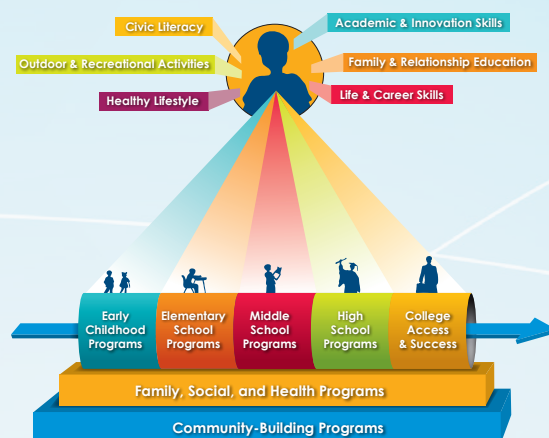 Civic Literacy
Academic & Innovation Skills
Outdoor & Recreational Activities
Family & Relationship Education
Healthy Lifestyle
Life & Career Skills
Early
Childhood
Programs
Elementary
School
Programs
Middle
School
Programs
High
School
Programs
College
Access
& Success
Family, Social, and Health Programs
Community-Building Programs